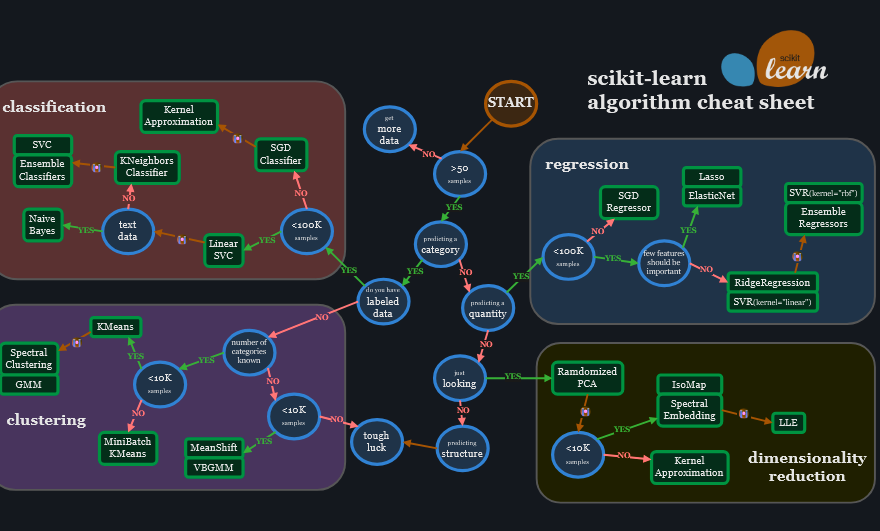 scikit
learn
scikit-learn
algorithm cheat sheet
START
get
more
data
NO
>50
samples
YES
predicting a
category
YES
NO
do you have
labeled
data
YES
NO
predicting a
quantity
YES
NO
just
looking
YES
NO
predicting
structure
tough
luck
classification
Kernel
Approximation
SVC
Ensemble
Classifiers
KNeighbors
Classifier
SGD
Classifier
NO
NO
Naive
Bayes
YES
text
data
Linear
SVC
YES
<100K
samples
regression
SGD
Regressor
Lasso
ElasticNet
SVR(kernel="rbf")
Ensemble
Regressors
<100K
samples
NO
YES
few features
should be
important
YES
NO
RidgeRegression
SVR(kernel="linear")
clustering
KMeans
Spectral
Clustering
GMM
YES
<10K
samples
YES
number of
categories
known
NO
NO
MiniBatch
KMeans
<10K
samples
NO
YES
MeanShift
VBGMM
dimensionality
reduction
Ramdomized
PCA
IsoMap
Spectral
Embedding
LLE
<10K
samples
YES
NO
Kernel
Approximation